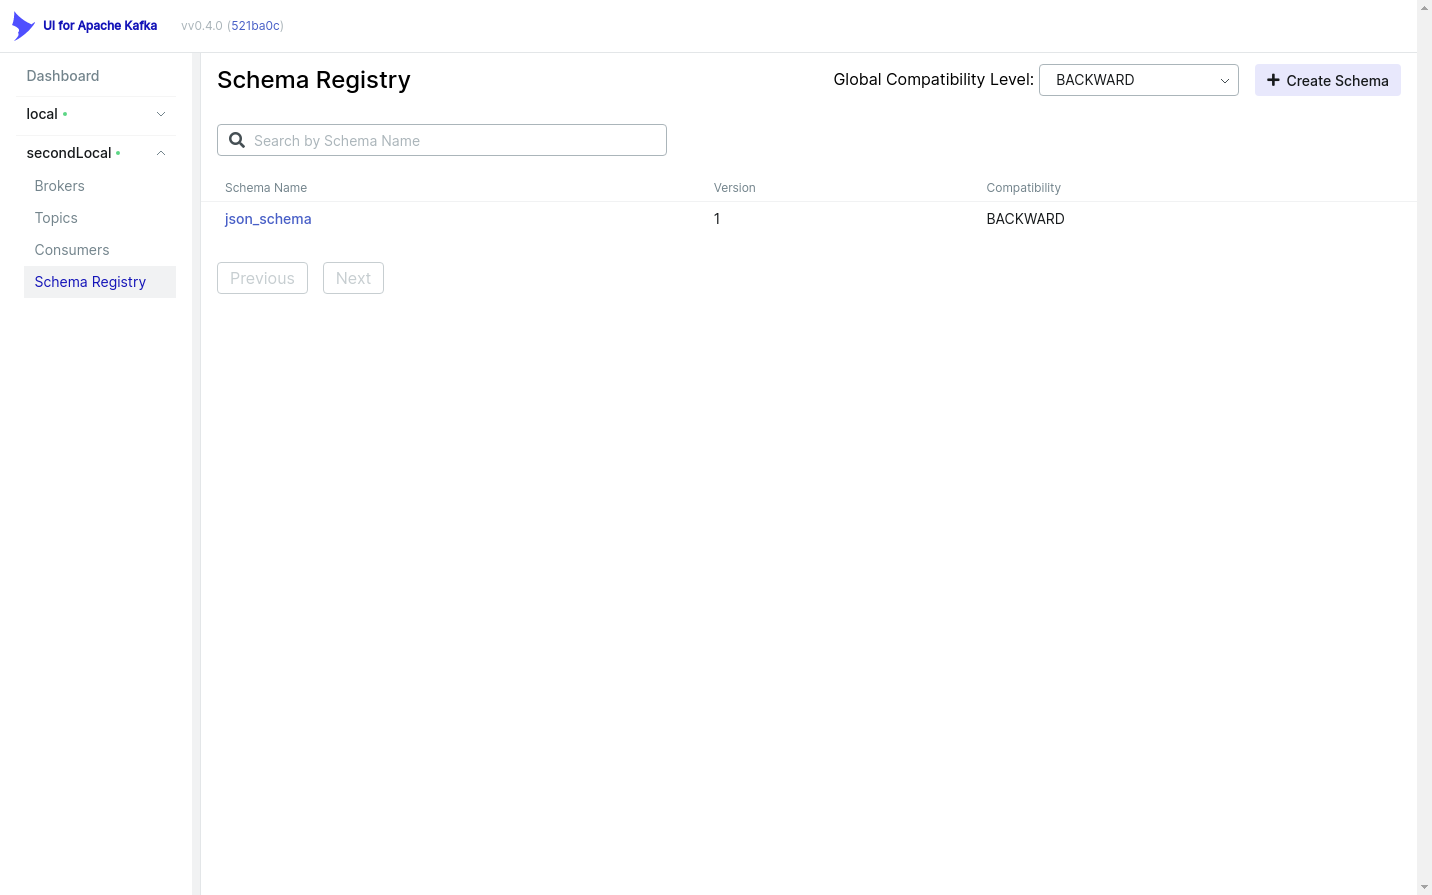 UI for Apache Kafka vv0.4.0 (521ba0c)
Dashboard
local
secondLocal
Brokers
Topics
Consumers
Schema Registry
Schema Registry
Global Compatibility Level: BACKWARD
Create Schema
Search by Schema Name
Schema Name Version Compatibility
json_schema 1 BACKWARD
Previous Next